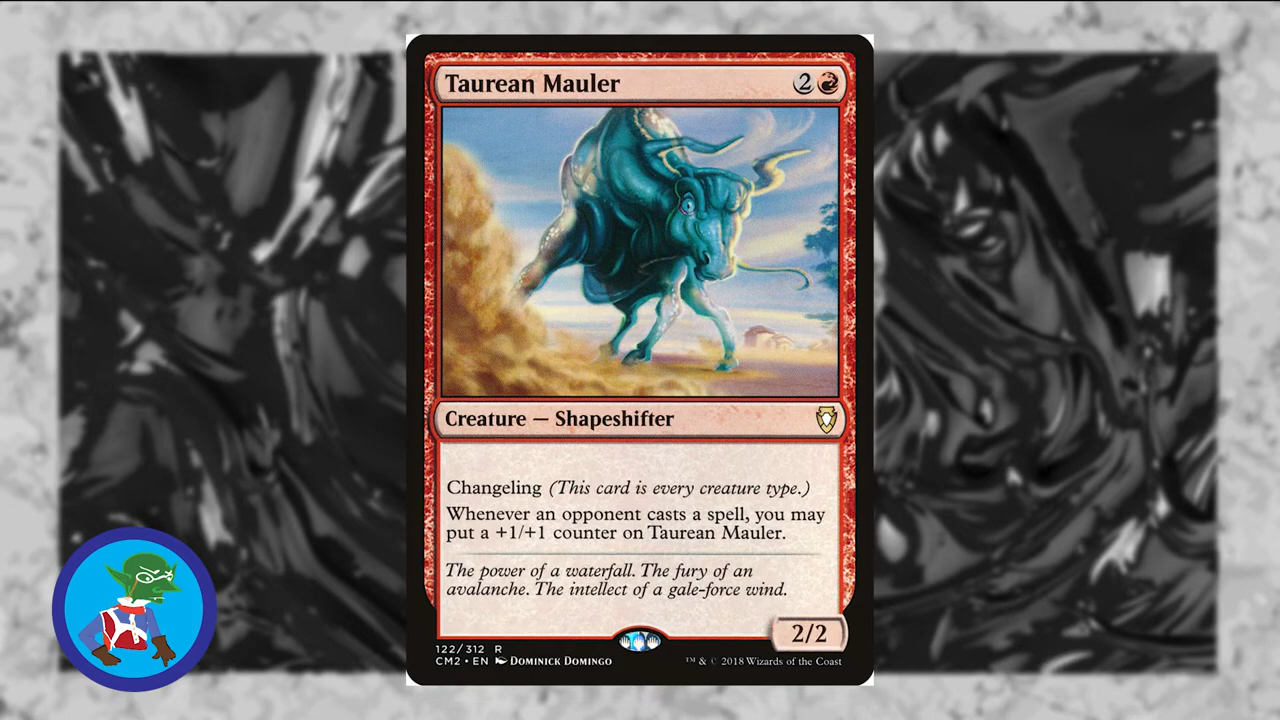 Taurean Mauler 2
Creature — Shapeshifter
Changeling (This card is every creature type.)
Whenever an opponent casts a spell, you may
put a +1/+1 counter on Taurean Mauler.
The power of a waterfall. The fury of an
avalanche. The intellect of a gale-force wind.
2/2
122/312 R
CM2 • EN Dominick Domingo
™ & © 2018 Wizards of the Coast